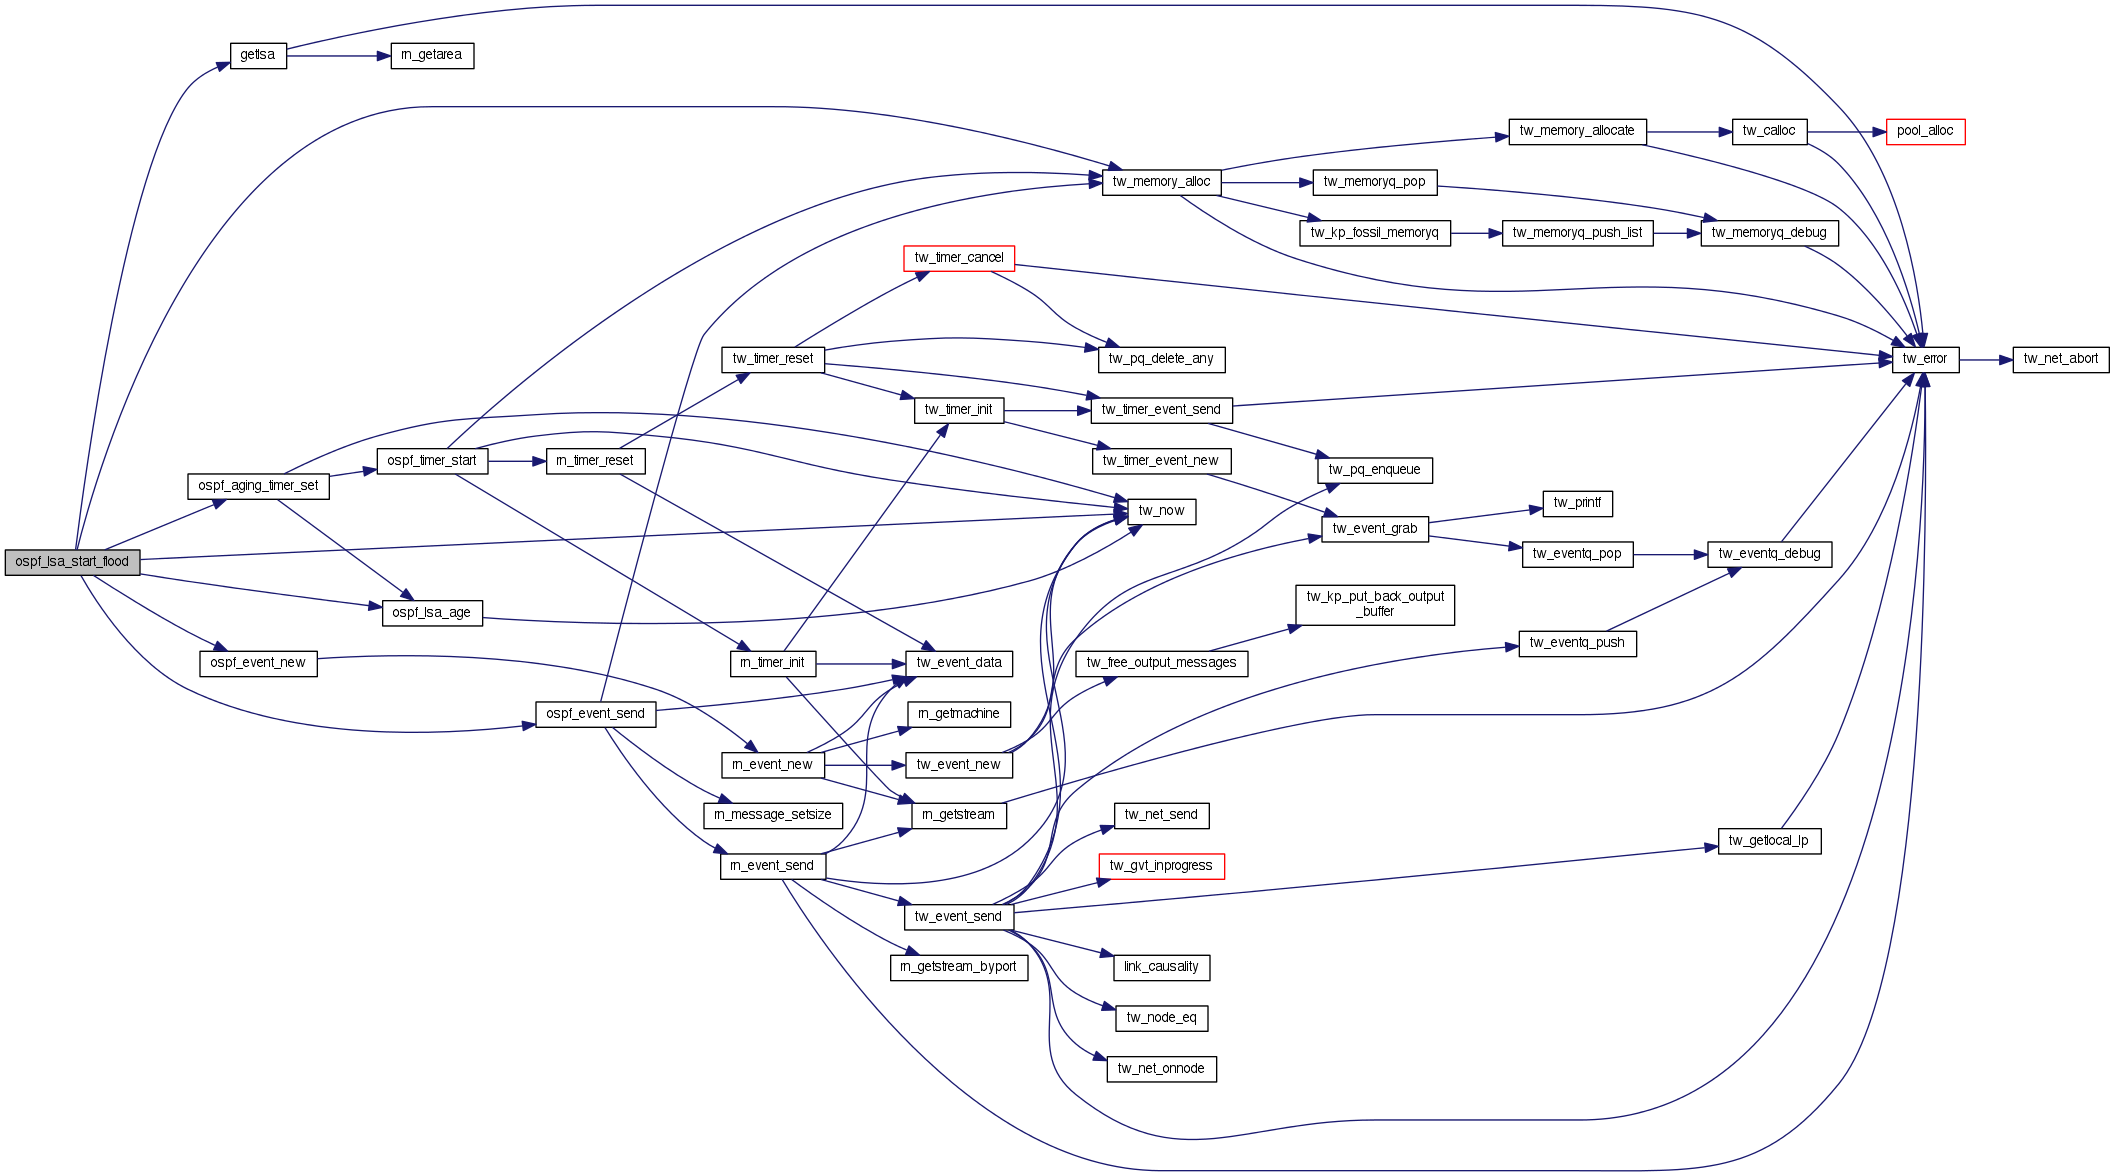 getlsa
rn_getarea
tw_memory_allocate
tw_calloc
pool_alloc
tw_memory_alloc
tw_memoryq_pop
tw_kp_fossil_memoryq
tw_memoryq_push_list
tw_memoryq_debug
tw_timer_cancel
tw_timer_reset
tw_pq_delete_any
tw_error
tw_net_abort
tw_timer_init
tw_timer_event_send
ospf_timer_start
rn_timer_reset
tw_timer_event_new
tw_pq_enqueue
ospf_aging_timer_set
tw_now
tw_printf
tw_event_grab
ospf_lsa_start_flood
tw_eventq_pop
tw_eventq_debug
ospf_lsa_age
tw_kp_put_back_output
_buffer
tw_eventq_push
ospf_event_new
rn_timer_init
tw_event_data
tw_free_output_messages
ospf_event_send
rn_getmachine
rn_event_new
tw_event_new
rn_message_setsize
rn_getstream
tw_net_send
tw_getlocal_lp
rn_event_send
tw_gvt_inprogress
tw_event_send
rn_getstream_byport
link_causality
tw_node_eq
tw_net_onnode